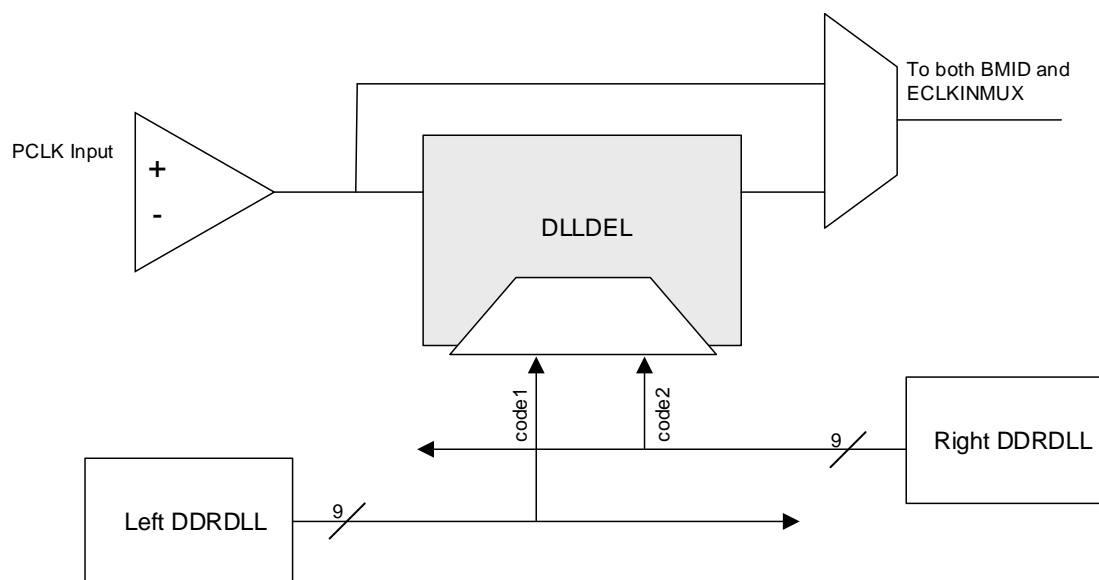 To both BMID and
ECLKINMUX
PCLK Input
+
-
DLLDEL
code1
code2
9
Right DDRDLL
9
Left DDRDLL